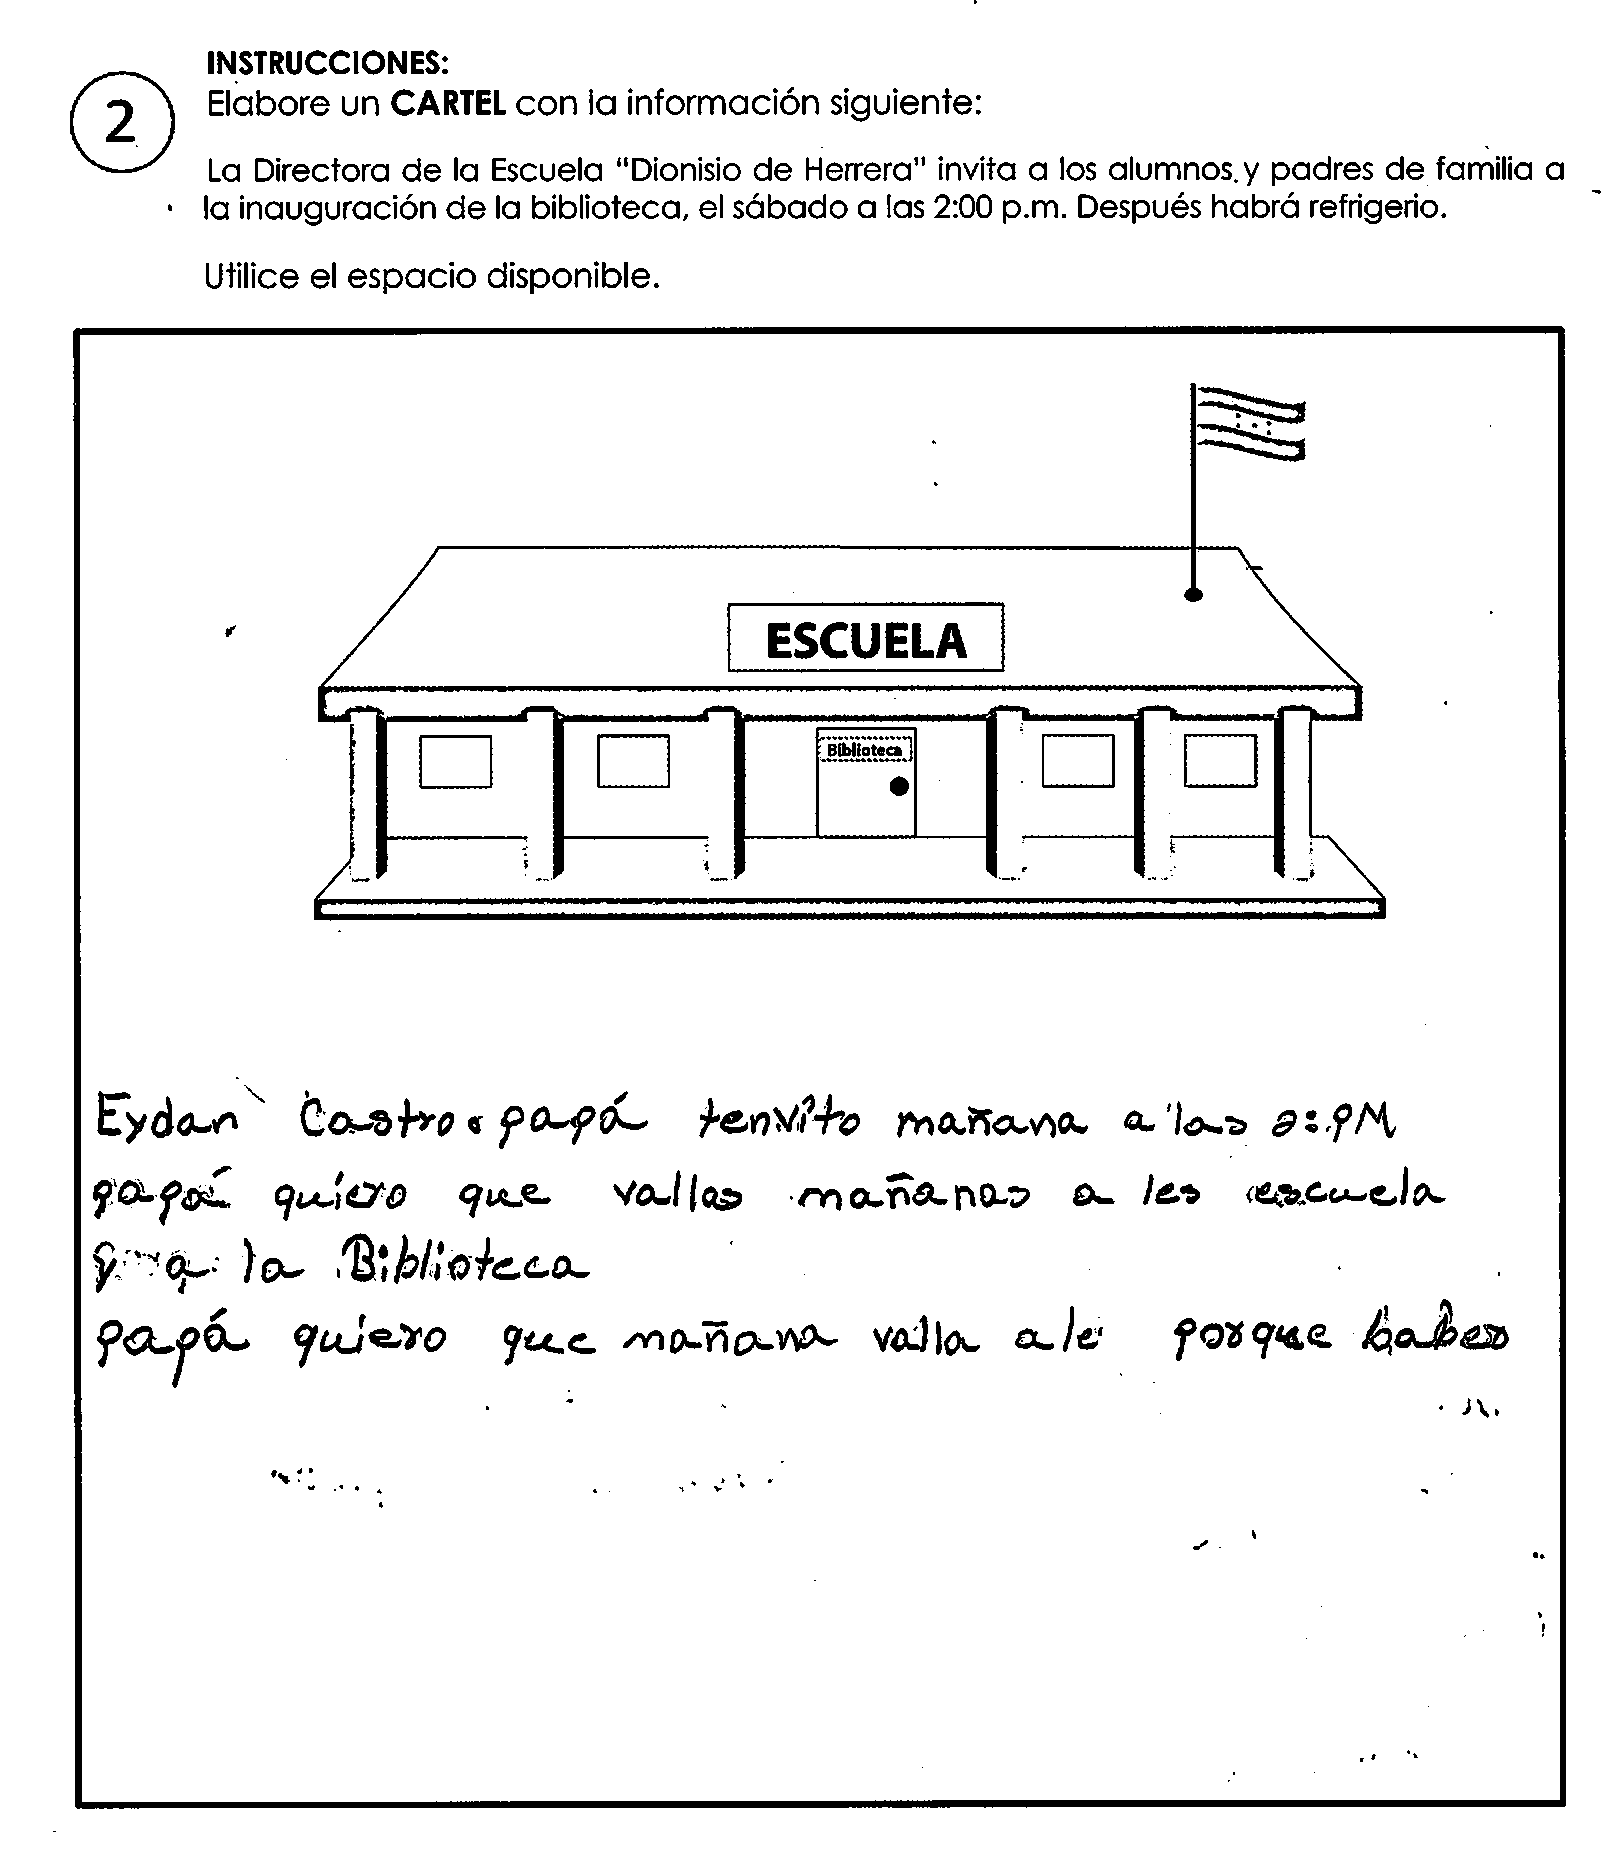 INSTRUCCIONES:
2
Elabore un CARTEL con la información siguiente:
La Directora de la Escuela "Dionisio de Herrera" invita a los alumnos y padres de familia a
la inauguración de la biblioteca, el sábado a las 2:00 p.m. Después habrá refrigerio.
Utilice el espacio disponible.
ESCUELA
Biblioteca
Eydan Castro papá tenvito mañana a las 2: PM
papá quiero que vallas mañanas a les escuela
la Biblioteca
papá quiero que mañana valla ale porque